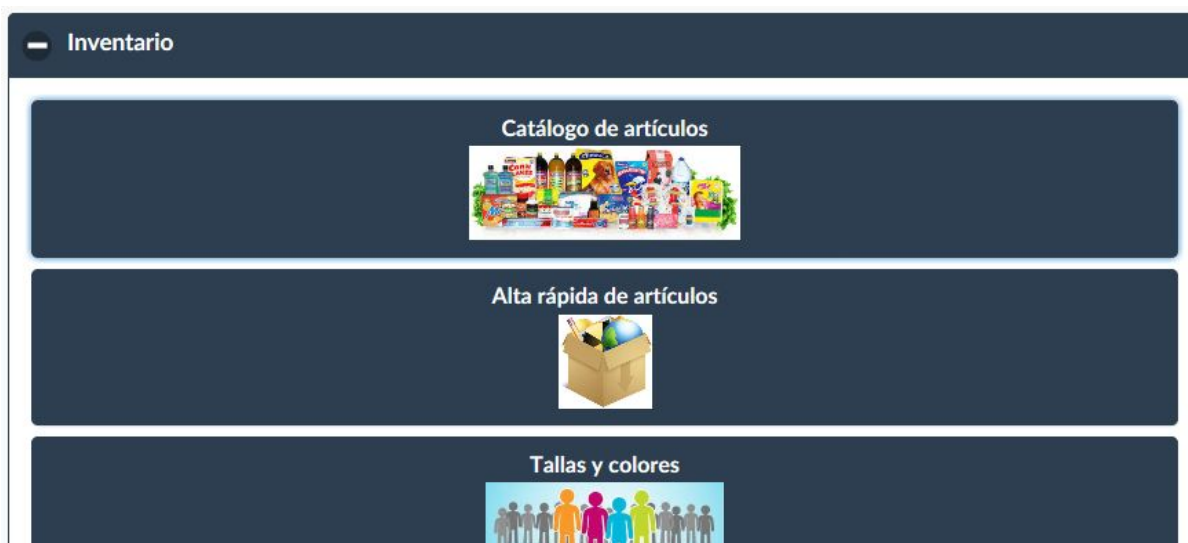 Inventario
Catálogo de artículos
Alta rápida de artículos
Tallas y colores